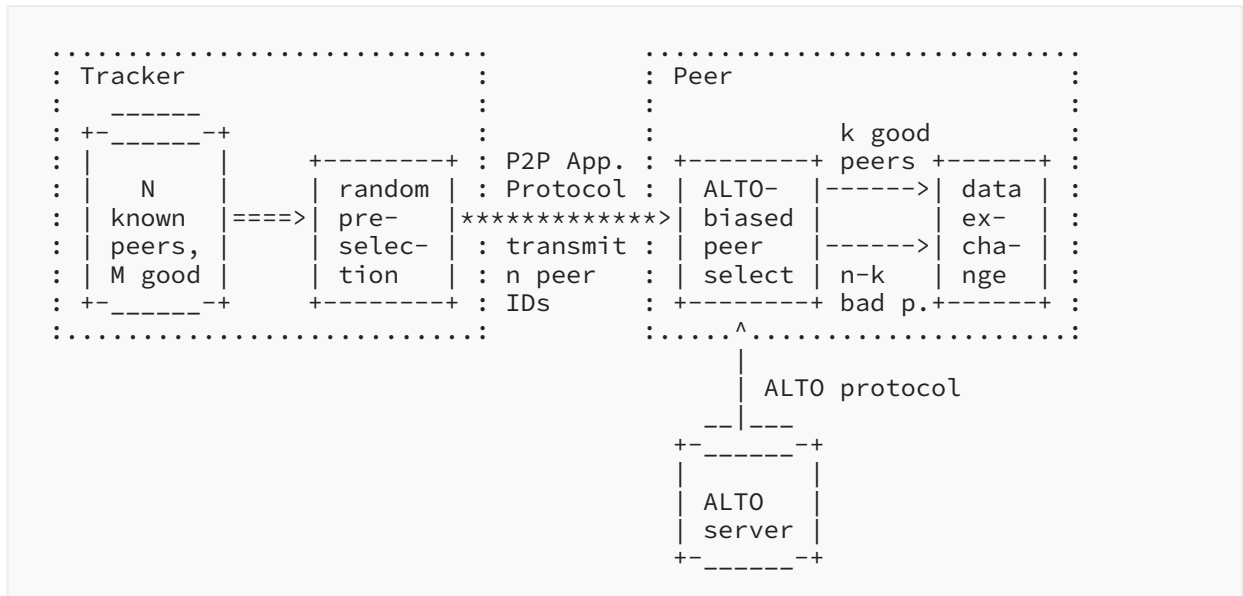 Tracker Peer
k good
P2P App. peers
N random Protocol ALTO- data
known pre- biased ex-
peers, selec- transmit peer cha-
M good tion n peer select n-k nge
IDs bad p.
ALTO protocol
ALTO
server